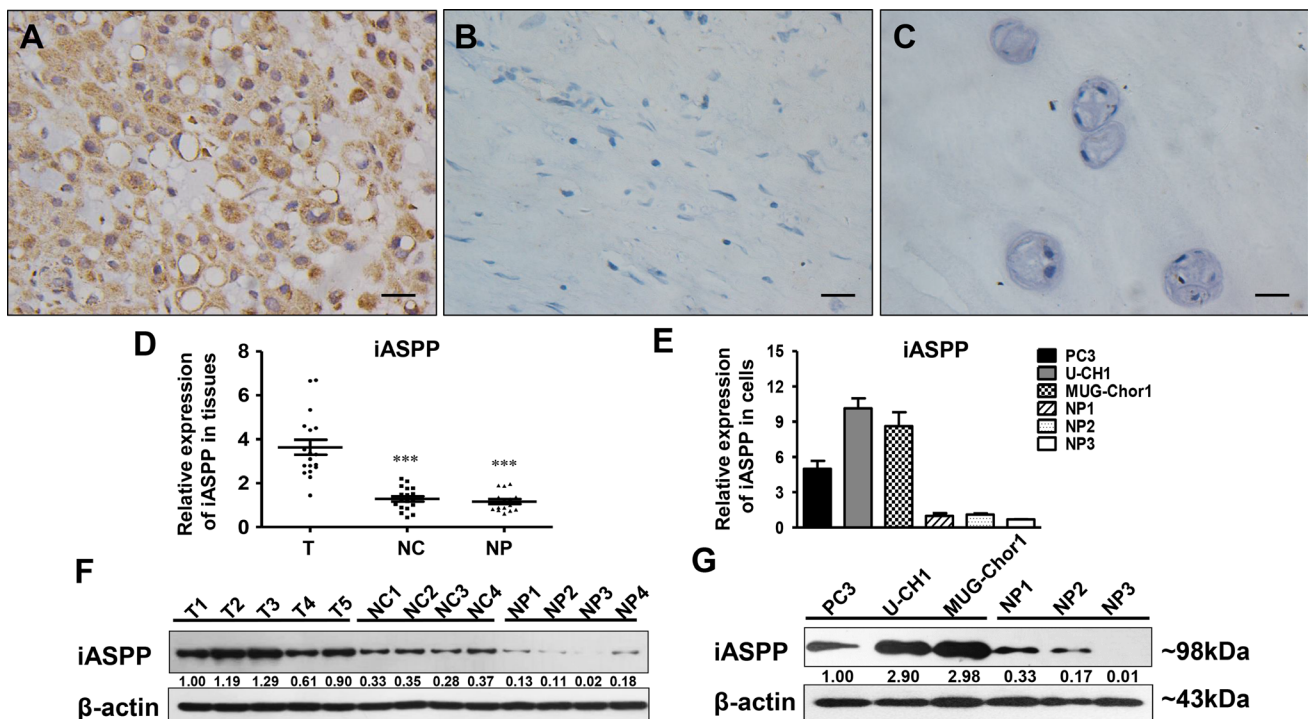 A
B
C
D
iASPP
Relative expression
of iASPP in tissues
8
6
4
2
0
***
***
T
NC
NP
E
iASPP
Relative expression
of iASPP in cells
15
12
9
6
3
0
PC3
U-CH1
MUG-Chor1
NP1
NP2
NP3
F
T1 T2 T3 T4 T5 NC1 NC2 NC3 NC4 NP1 NP2 NP3 NP4
iASPP
1.00 1.19 1.29 0.61 0.90 0.33 0.35 0.28 0.37 0.13 0.11 0.02 0.18
β-actin
G
PC3 U-CH1 MUG-Chor1 NP1 NP2 NP3
iASPP ~98kDa
1.00 2.90 2.98 0.33 0.17 0.01
β-actin ~43kDa